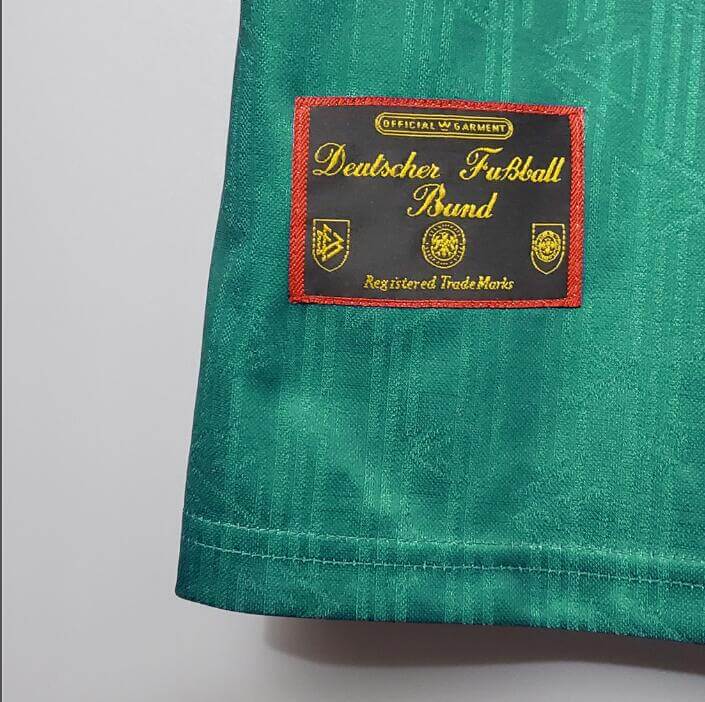 OFFICIAL W GARMENT
Deutscher Fußball
Bund
Registered Trade Marks